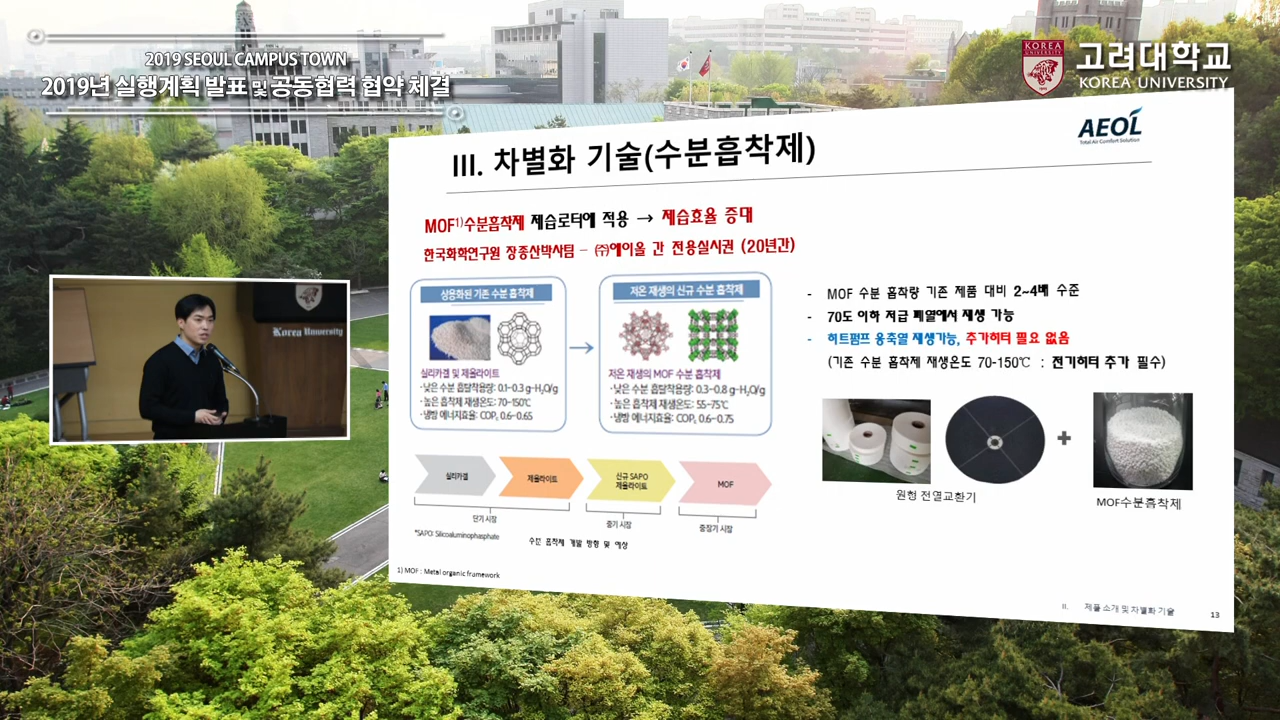 2019 SEOUL CAMPUS TOWN
2019년 실행계획 발표 및 공동협력 협약 체결
KOREA
고려대학교
KOREA UNIVERSITY
AEOL
Total Air Comfort Solution
III. 차별화 기술(수분흡착제)
MOF1)수분흡착제 제습로터에 적용 → 제습효율 증대
한국화학연구원 장종산박사팀 – ㈜에이올 간 전용실시권 (20년간)
상용화된 기존 수분 흡착제
실리카겔 및 제올라이트
·낮은 수분 흡탈착용량: 0.1~0.3 g-H2O/g
·높은 흡착제 재생온도: 70~150℃
·냉방 에너지효율: COPc 0.6~0.65
저온 재생의 신규 수분 흡착제
저온 재생의 MOF 수분 흡착제
·낮은 수분 흡탈착용량: 0.3~0.8 g-H2O/g
·높은 흡착제 재생온도: 55~75℃
·냉방 에너지효율: COPc 0.6~0.75
- MOF 수분 흡착량 기존 제품 대비 2~4배 수준
- 70도 이하 저급 폐열에서 재생 가능
- 히트펌프 응축열 재생가능, 추가히터 필요 없음
(기존 수분 흡착제 재생온도 70-150℃ : 전기히터 추가 필수)
원형 전열교환기
+
MOF수분흡착제
실리카겔
제올라이트
신규 SAPO
제올라이트
MOF
단기 시장
중기 시장
중장기 시장
*SAPO: Silicoaluminophosphate
수분 흡착제 개발 방향 및 예상
1) MOF : Metal organic framework
II. 제품 소개 및 차별화 기술
13
Korea University